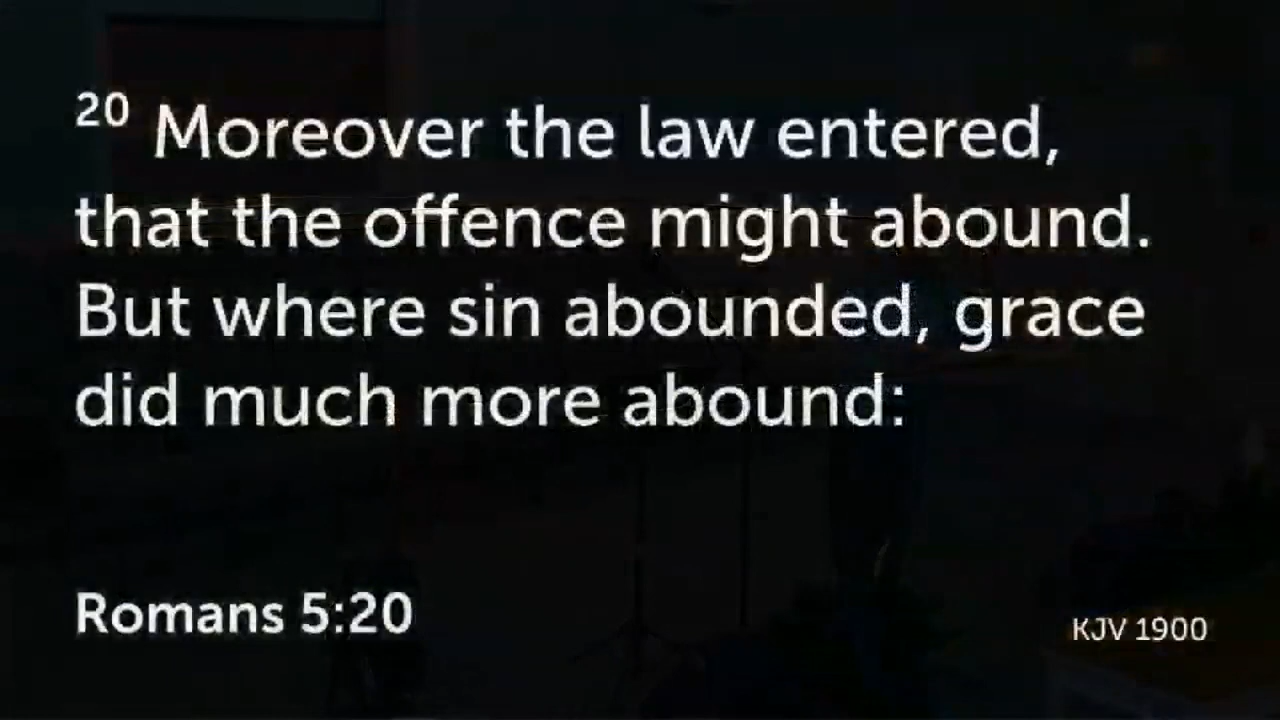 20 Moreover the law entered,
that the offence might abound.
But where sin abounded, grace
did much more abound:
Romans 5:20
KJV 1900